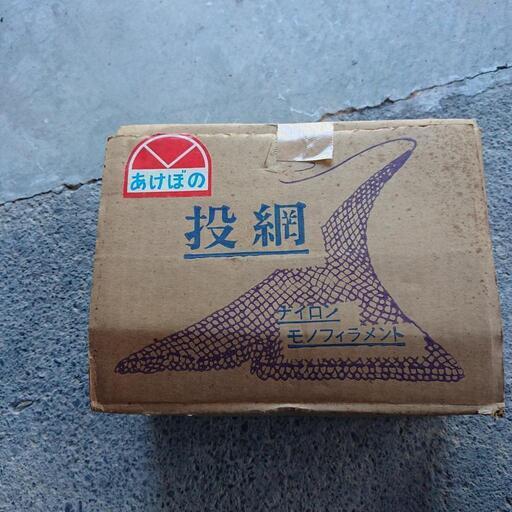 あけぼの
投網
ナイロン
モノフィラメント